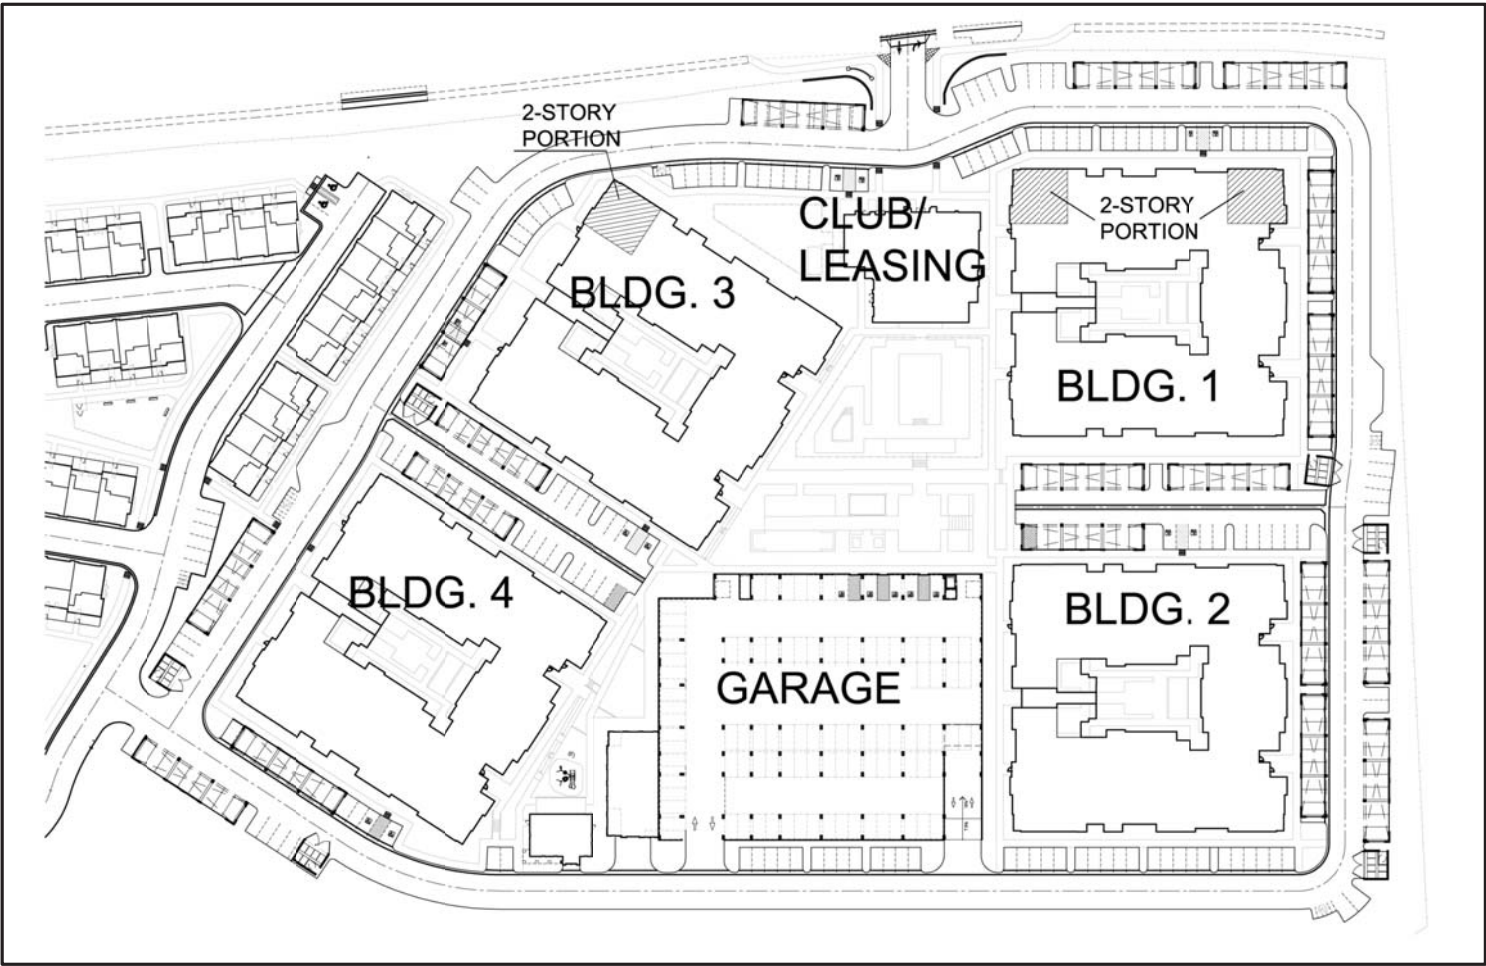 2-STORY
PORTION
CLUB/
LEASING
2-STORY
PORTION
BLDG. 3
BLDG. 1
BLDG. 4
BLDG. 2
GARAGE